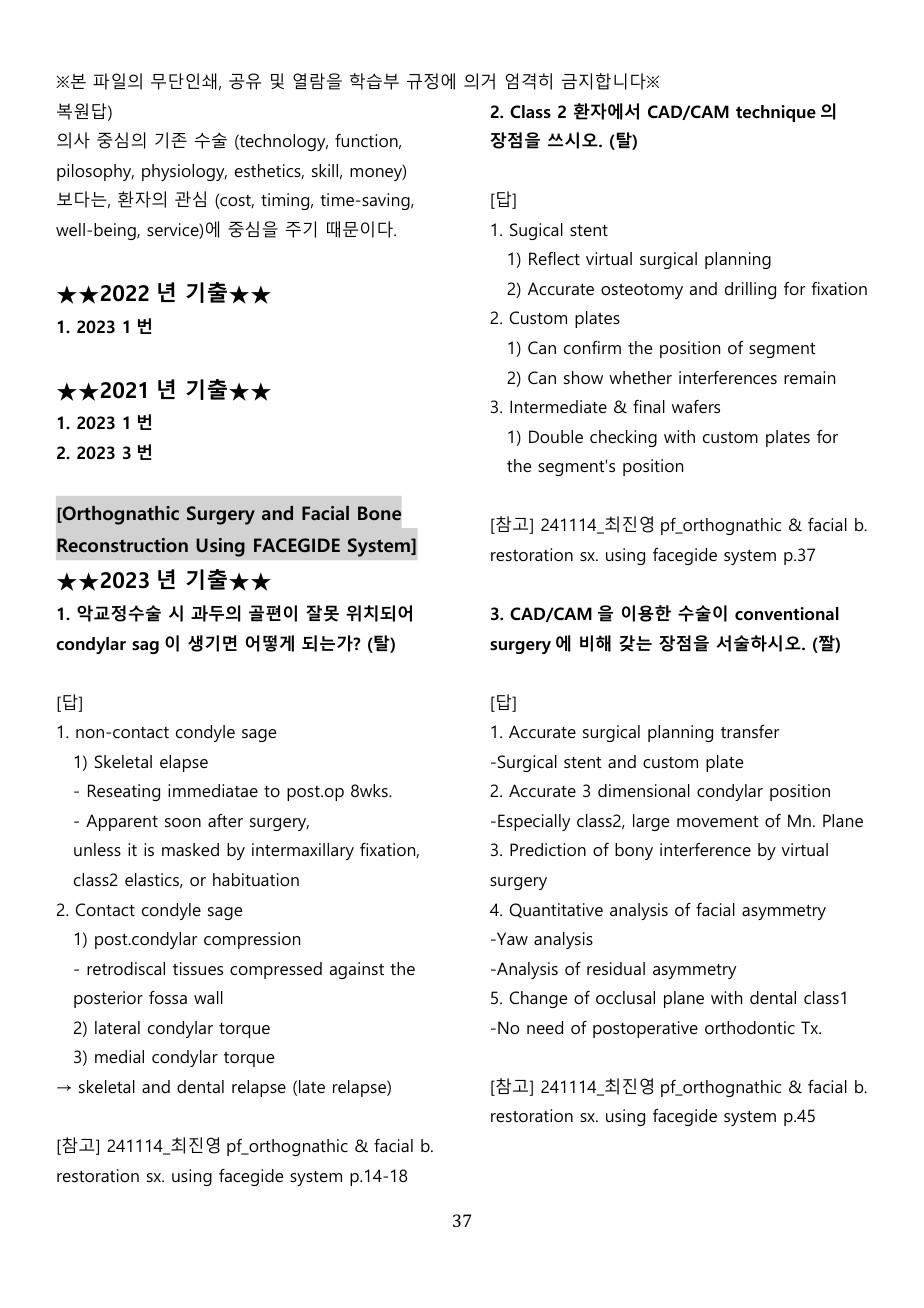 ※본 파일의 무단인쇄, 공유 및 열람을 학습부 규정에 의거 엄격히 금지합니다※
복원답)
의사 중심의 기존 수술 (technology, function,
pilosophy, physiology, esthetics, skill, money)
보다는, 환자의 관심 (cost, timing, time-saving,
well-being, service)에 중심을 주기 때문이다.
★★2022 년 기출★★
1. 2023 1 번
★★2021 년 기출★★
1. 2023 1 번
2. 2023 3 번
[Orthognathic Surgery and Facial Bone
Reconstruction Using FACEGIDE System]
★★2023 년 기출★★
1. 악교정수술 시 과두의 골편이 잘못 위치되어
condylar sag 이 생기면 어떻게 되는가? (탈)
[답]
1. non-contact condyle sage
1) Skeletal elapse
- Reseating immediatae to post.op 8wks.
- Apparent soon after surgery,
unless it is masked by intermaxillary fixation,
class2 elastics, or habituation
2. Contact condyle sage
1) post.condylar compression
- retrodiscal tissues compressed against the
posterior fossa wall
2) lateral condylar torque
3) medial condylar torque
→ skeletal and dental relapse (late relapse)
[참고] 241114_최진영 pf_orthognathic & facial b.
restoration sx. using facegide system p.14-18
2. Class 2 환자에서 CAD/CAM technique 의
장점을 쓰시오. (탈)
[답]
1. Sugical stent
1) Reflect virtual surgical planning
2) Accurate osteotomy and drilling for fixation
2. Custom plates
1) Can confirm the position of segment
2) Can show whether interferences remain
3. Intermediate & final wafers
1) Double checking with custom plates for
the segment's position
[참고] 241114_최진영 pf_orthognathic & facial b.
restoration sx. using facegide system p.37
3. CAD/CAM 을 이용한 수술이 conventional
surgery 에 비해 갖는 장점을 서술하시오. (짤)
[답]
1. Accurate surgical planning transfer
-Surgical stent and custom plate
2. Accurate 3 dimensional condylar position
-Especially class2, large movement of Mn. Plane
3. Prediction of bony interference by virtual
surgery
4. Quantitative analysis of facial asymmetry
-Yaw analysis
-Analysis of residual asymmetry
5. Change of occlusal plane with dental class1
-No need of postoperative orthodontic Tx.
[참고] 241114_최진영 pf_orthognathic & facial b.
restoration sx. using facegide system p.45
37